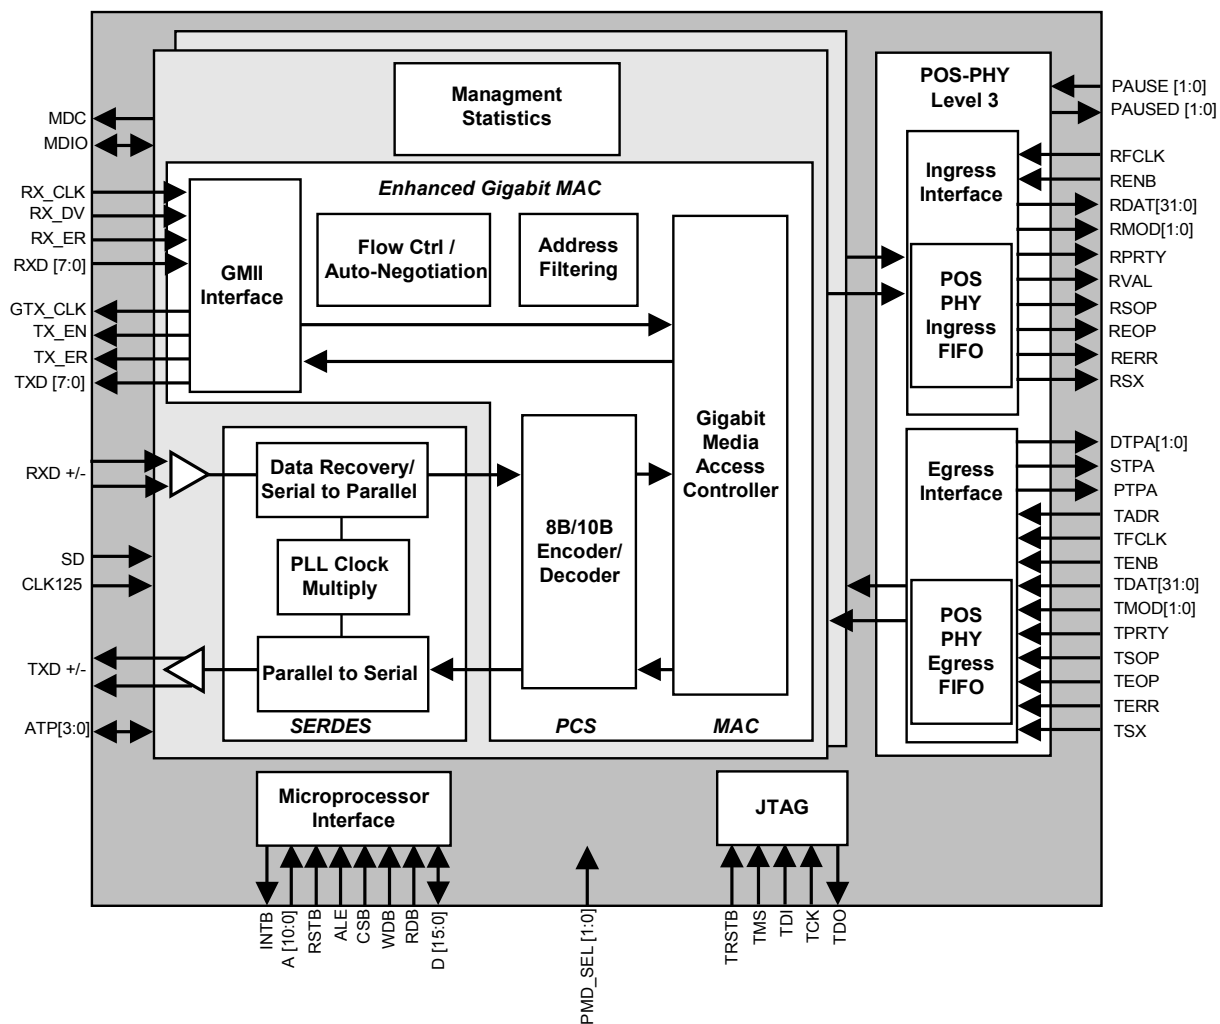 MDC
MDIO
RX_CLK
RX_DV
RX_ER
RXD [7:0]
GTX_CLK
TX_EN
TX_ER
TXD [7:0]
RXD +/-
SD
CLK125
TXD +/-
ATP[3:0]
Managment
Statistics
Enhanced Gigabit MAC
GMII
Interface
Flow Ctrl /
Auto-Negotiation
Address
Filtering
Gigabit
Media
Access
Controller
Data Recovery/
Serial to Parallel
PLL Clock
Multiply
Parallel to Serial
8B/10B
Encoder/
Decoder
SERDES
PCS
MAC
POS-PHY
Level 3
Ingress
Interface
POS
PHY
Ingress
FIFO
Egress
Interface
POS
PHY
Egress
FIFO
PAUSE [1:0]
PAUSED [1:0]
RFCLK
RENB
RDAT[31:0]
RMOD[1:0]
RPRTY
RVAL
RSOP
REOP
RERR
RSX
DTPA[1:0]
STPA
PTPA
TADR
TFCLK
TENB
TDAT[31:0]
TMOD[1:0]
TPRTY
TSOP
TEOP
TERR
TSX
Microprocessor
Interface
JTAG
INTB
A [10:0]
RSTB
ALE
CSB
WDB
RDB
D [15:0]
PMD_SEL [1:0]
TRSTB
TMS
TDI
TCK
TDO